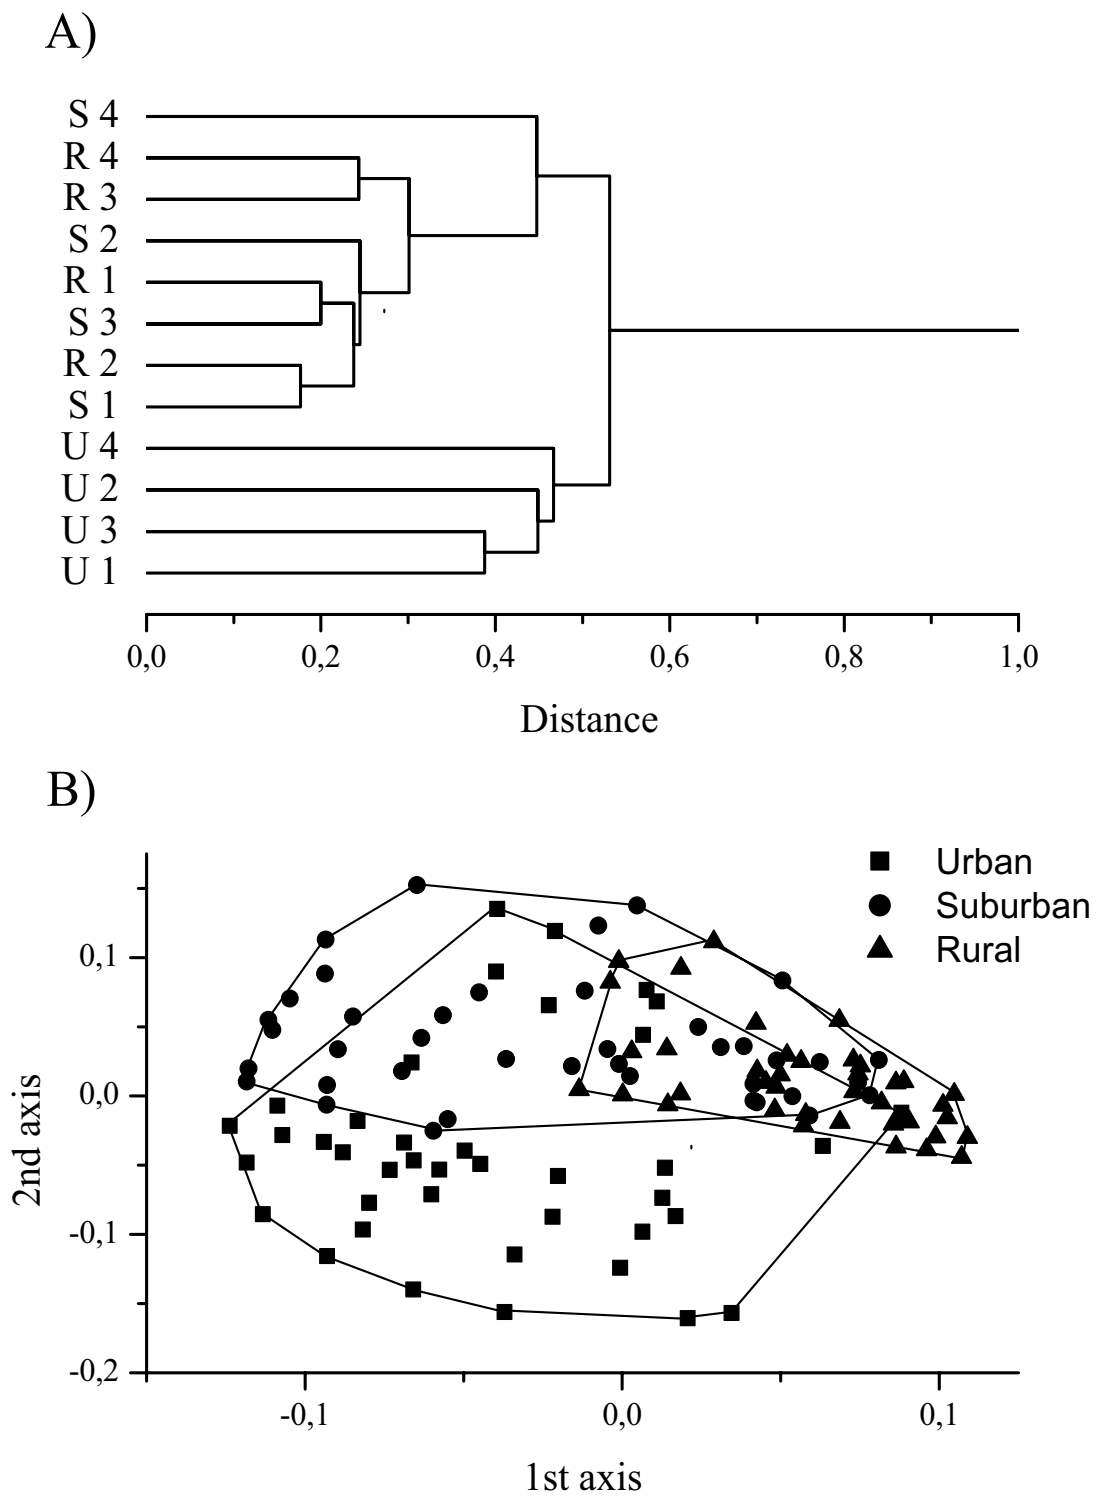 A)
S 4
R 4
R 3
S 2
R 1
S 3
R 2
S 1
U 4
U 2
U 3
U 1
0,0 0,2 0,4 0,6 0,8 1,0
Distance
B)
Urban
Suburban
Rural
2nd axis
0,1
0,0
-0,1
-0,2
-0,1 0,0 0,1
1st axis